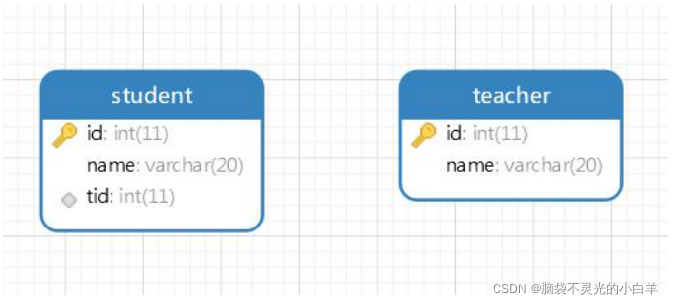 student
id: int(11)
name: varchar(20)
tid: int(11)
teacher
id: int(11)
name: varchar(20)
CSDN @脑袋不灵光的小白羊